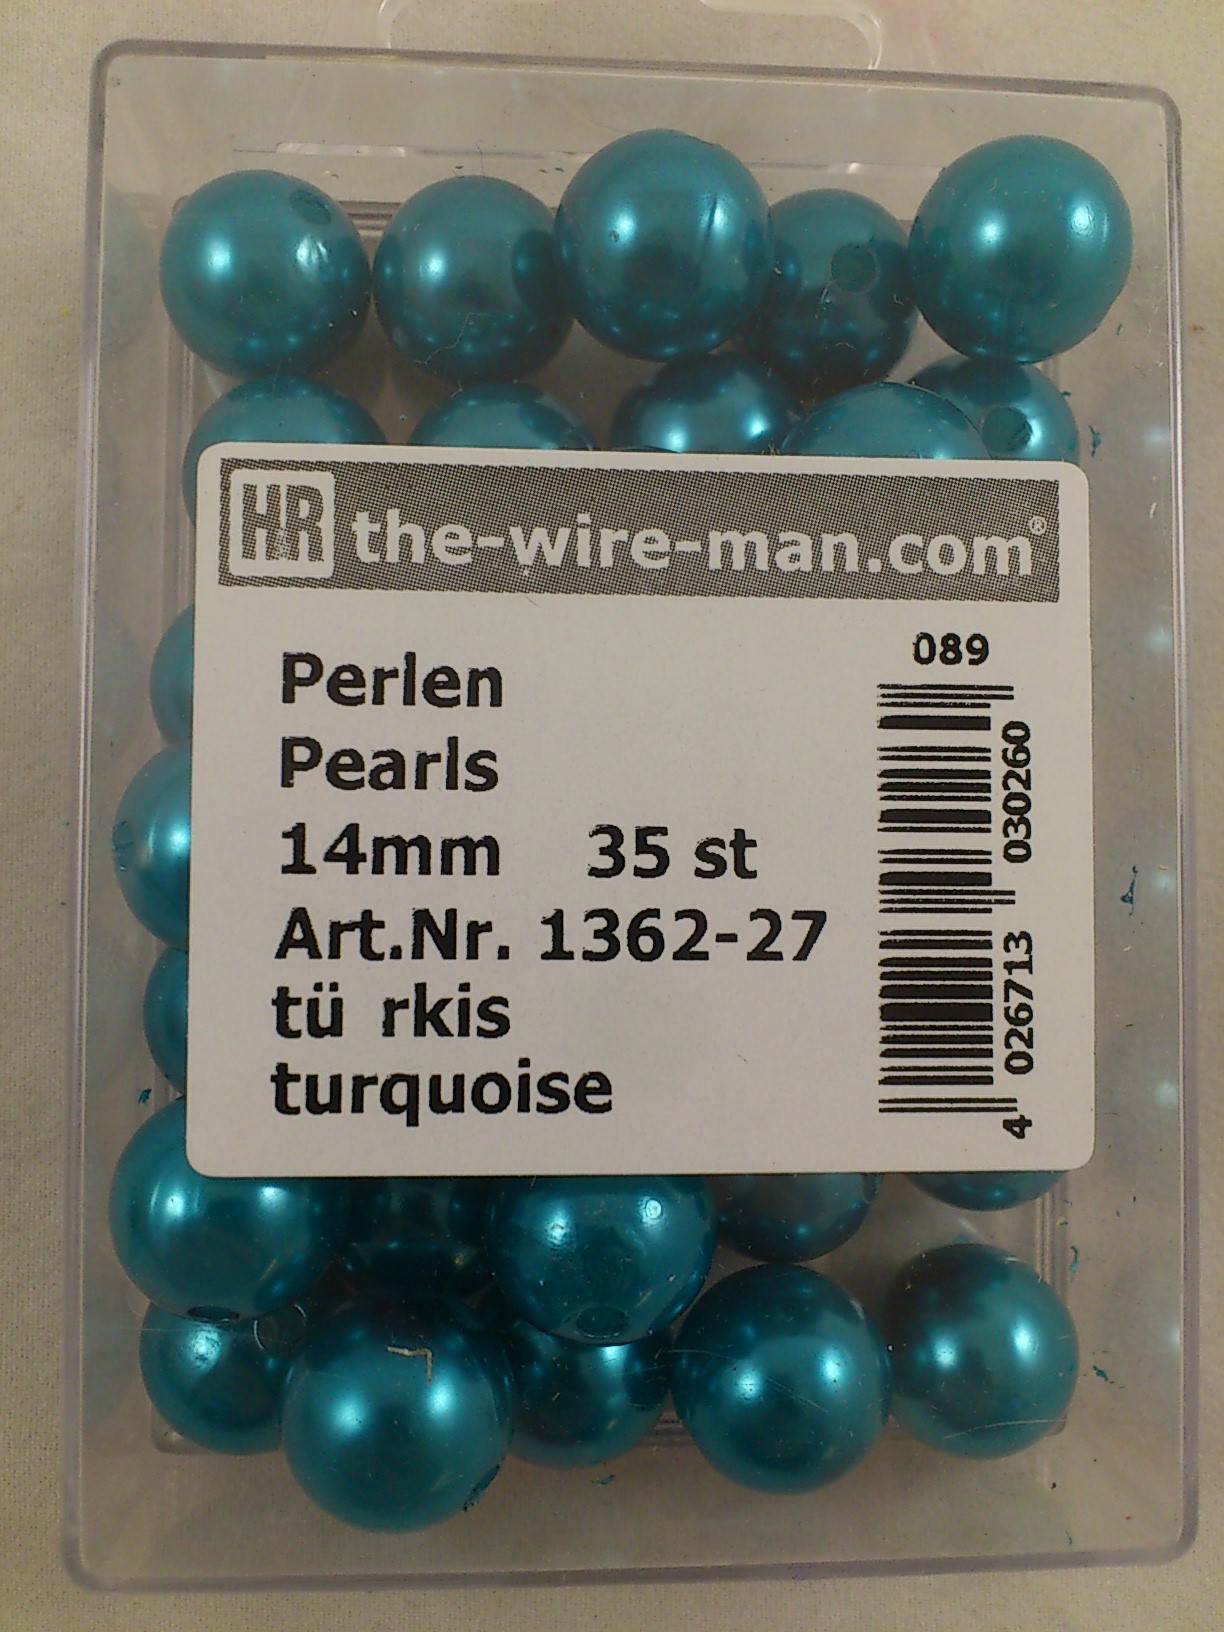 HR the-wire-man.com®
089
Perlen
Pearls
14mm 35 st
Art.Nr. 1362-27
tü rkis
turquoise
4 026713 030260